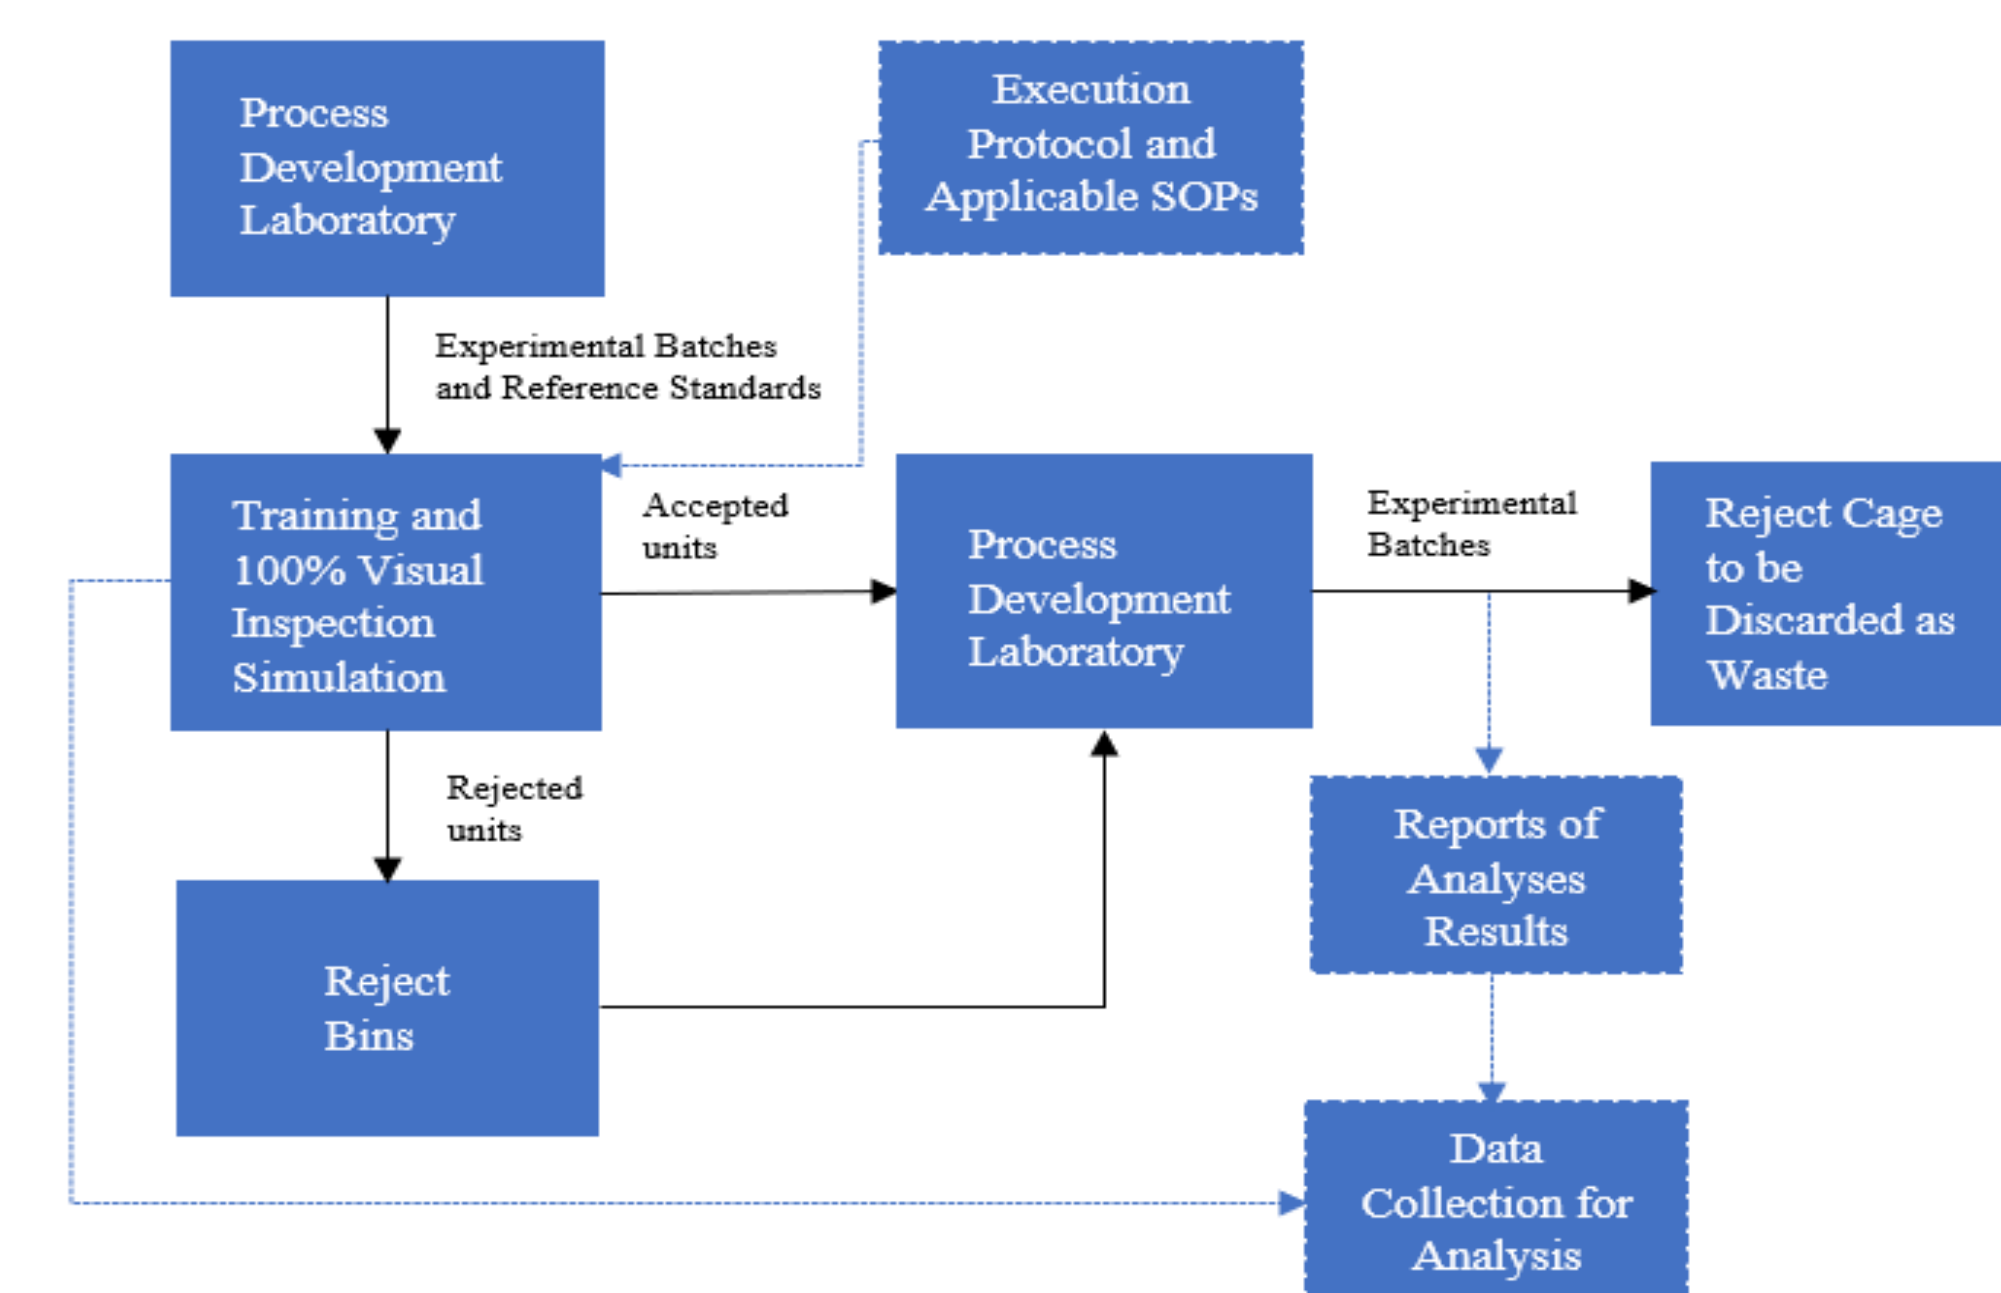 Process
Development
Laboratory
Execution
Protocol and
Applicable SOPs
Experimental Batches
and Reference Standards
Training and
100% Visual
Inspection
Simulation
Accepted
units
Process
Development
Laboratory
Experimental
Batches
Reject Cage
to be
Discarded as
Waste
Rejected
units
Reject
Bins
Reports of
Analyses
Results
Data
Collection for
Analysis